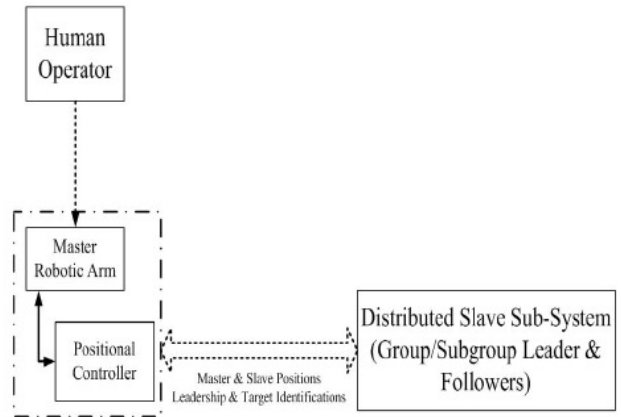 Human
Operator
Master
Robotic Arm
Positional
Controller
Master & Slave Positions
Leadership & Target Identifications
Distributed Slave Sub-System
(Group/Subgroup Leader &
Followers)